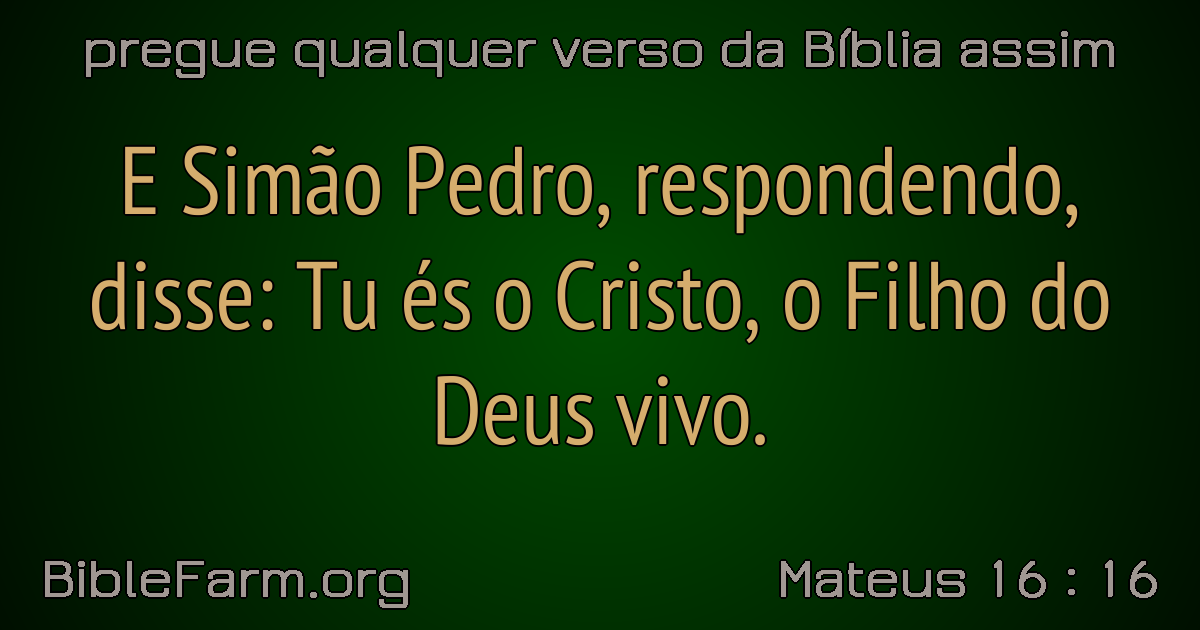 pregue qualquer verso da Bíblia assim
E Simão Pedro, respondendo,
disse: Tu és o Cristo, o Filho do
Deus vivo.
BibleFarm.org
Mateus 16 : 16